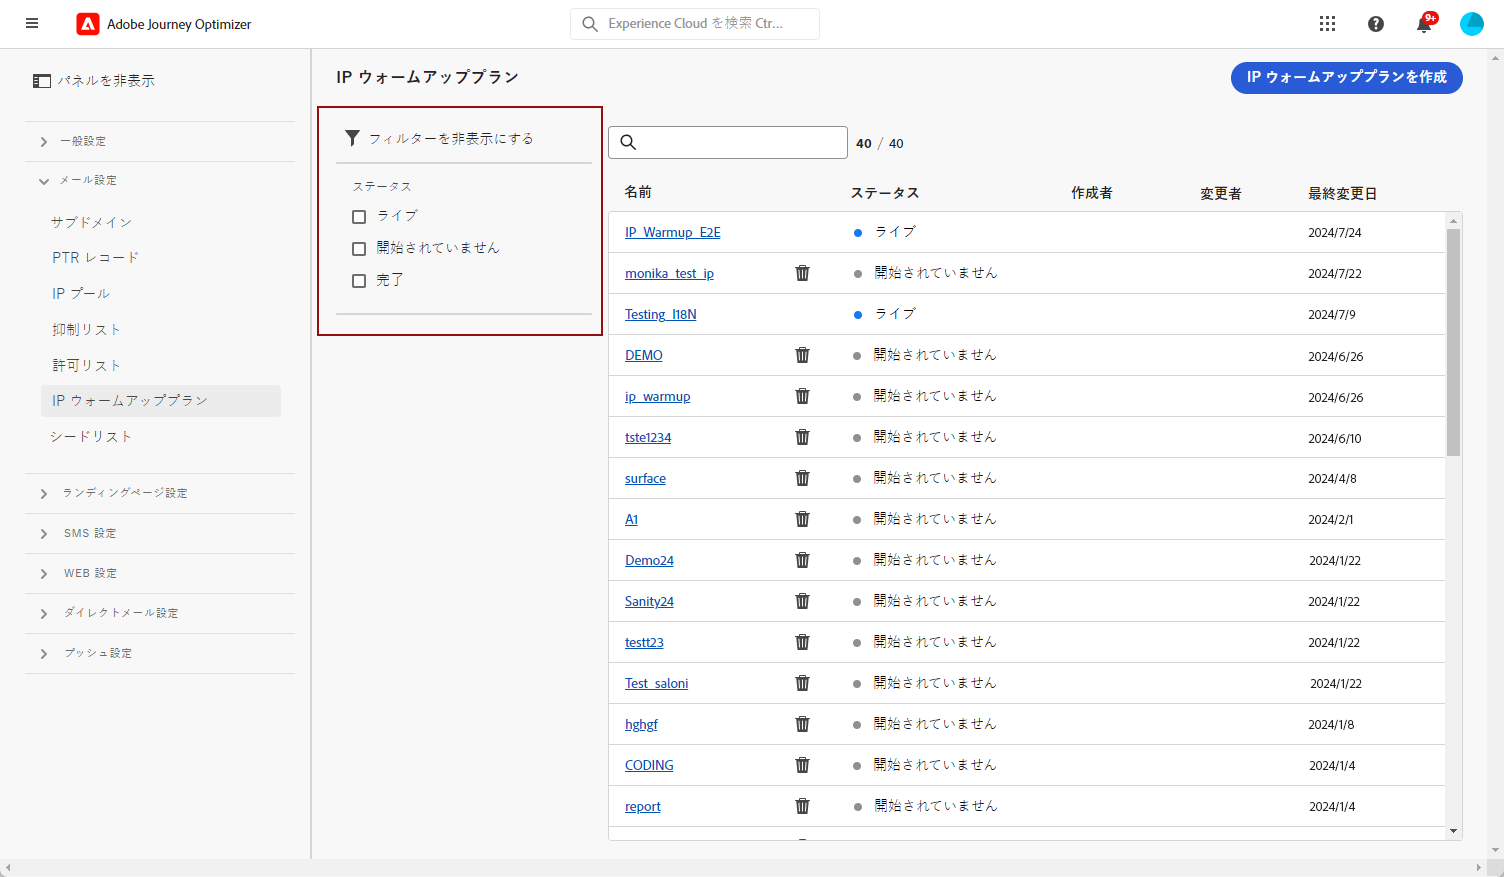 Adobe Journey Optimizer
Experience Cloud を検索 Ctr...
9+
パネルを非表示
一般設定
メール設定
サブドメイン
PTR レコード
IP プール
抑制リスト
許可リスト
IP ウォームアッププラン
シードリスト
ランディングページ設定
SMS 設定
WEB 設定
ダイレクトメール設定
プッシュ設定
IP ウォームアッププラン
IP ウォームアッププランを作成
フィルターを非表示にする
ステータス
ライブ
開始されていません
完了
40 / 40
名前 ステータス 作成者 変更者 最終変更日
IP_Warmup_E2E ライブ 2024/7/24
monika_test_ip 開始されていません 2024/7/22
Testing_I18N ライブ 2024/7/9
DEMO 開始されていません 2024/6/26
ip_warmup 開始されていません 2024/6/26
tste1234 開始されていません 2024/6/10
surface 開始されていません 2024/4/8
A1 開始されていません 2024/2/1
Demo24 開始されていません 2024/1/22
Sanity24 開始されていません 2024/1/22
testt23 開始されていません 2024/1/22
Test_saloni 開始されていません 2024/1/22
hghgf 開始されていません 2024/1/8
CODING 開始されていません 2024/1/4
report 開始されていません 2024/1/4